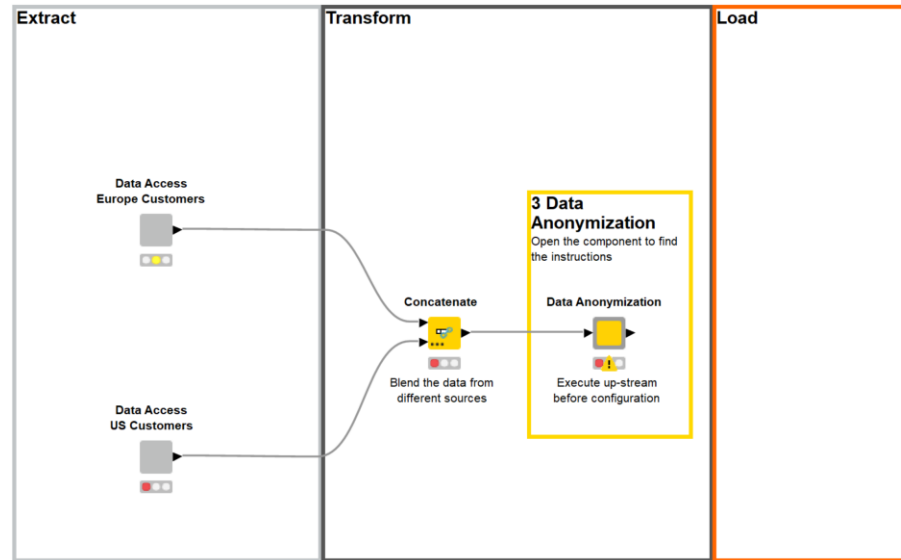 Extract
Transform
Load
Data Access
Europe Customers
3 Data
Anonymization
Open the component to find
the instructions
Concatenate
Data Anonymization
Blend the data from
different sources
Execute up-stream
before configuration
Data Access
US Customers